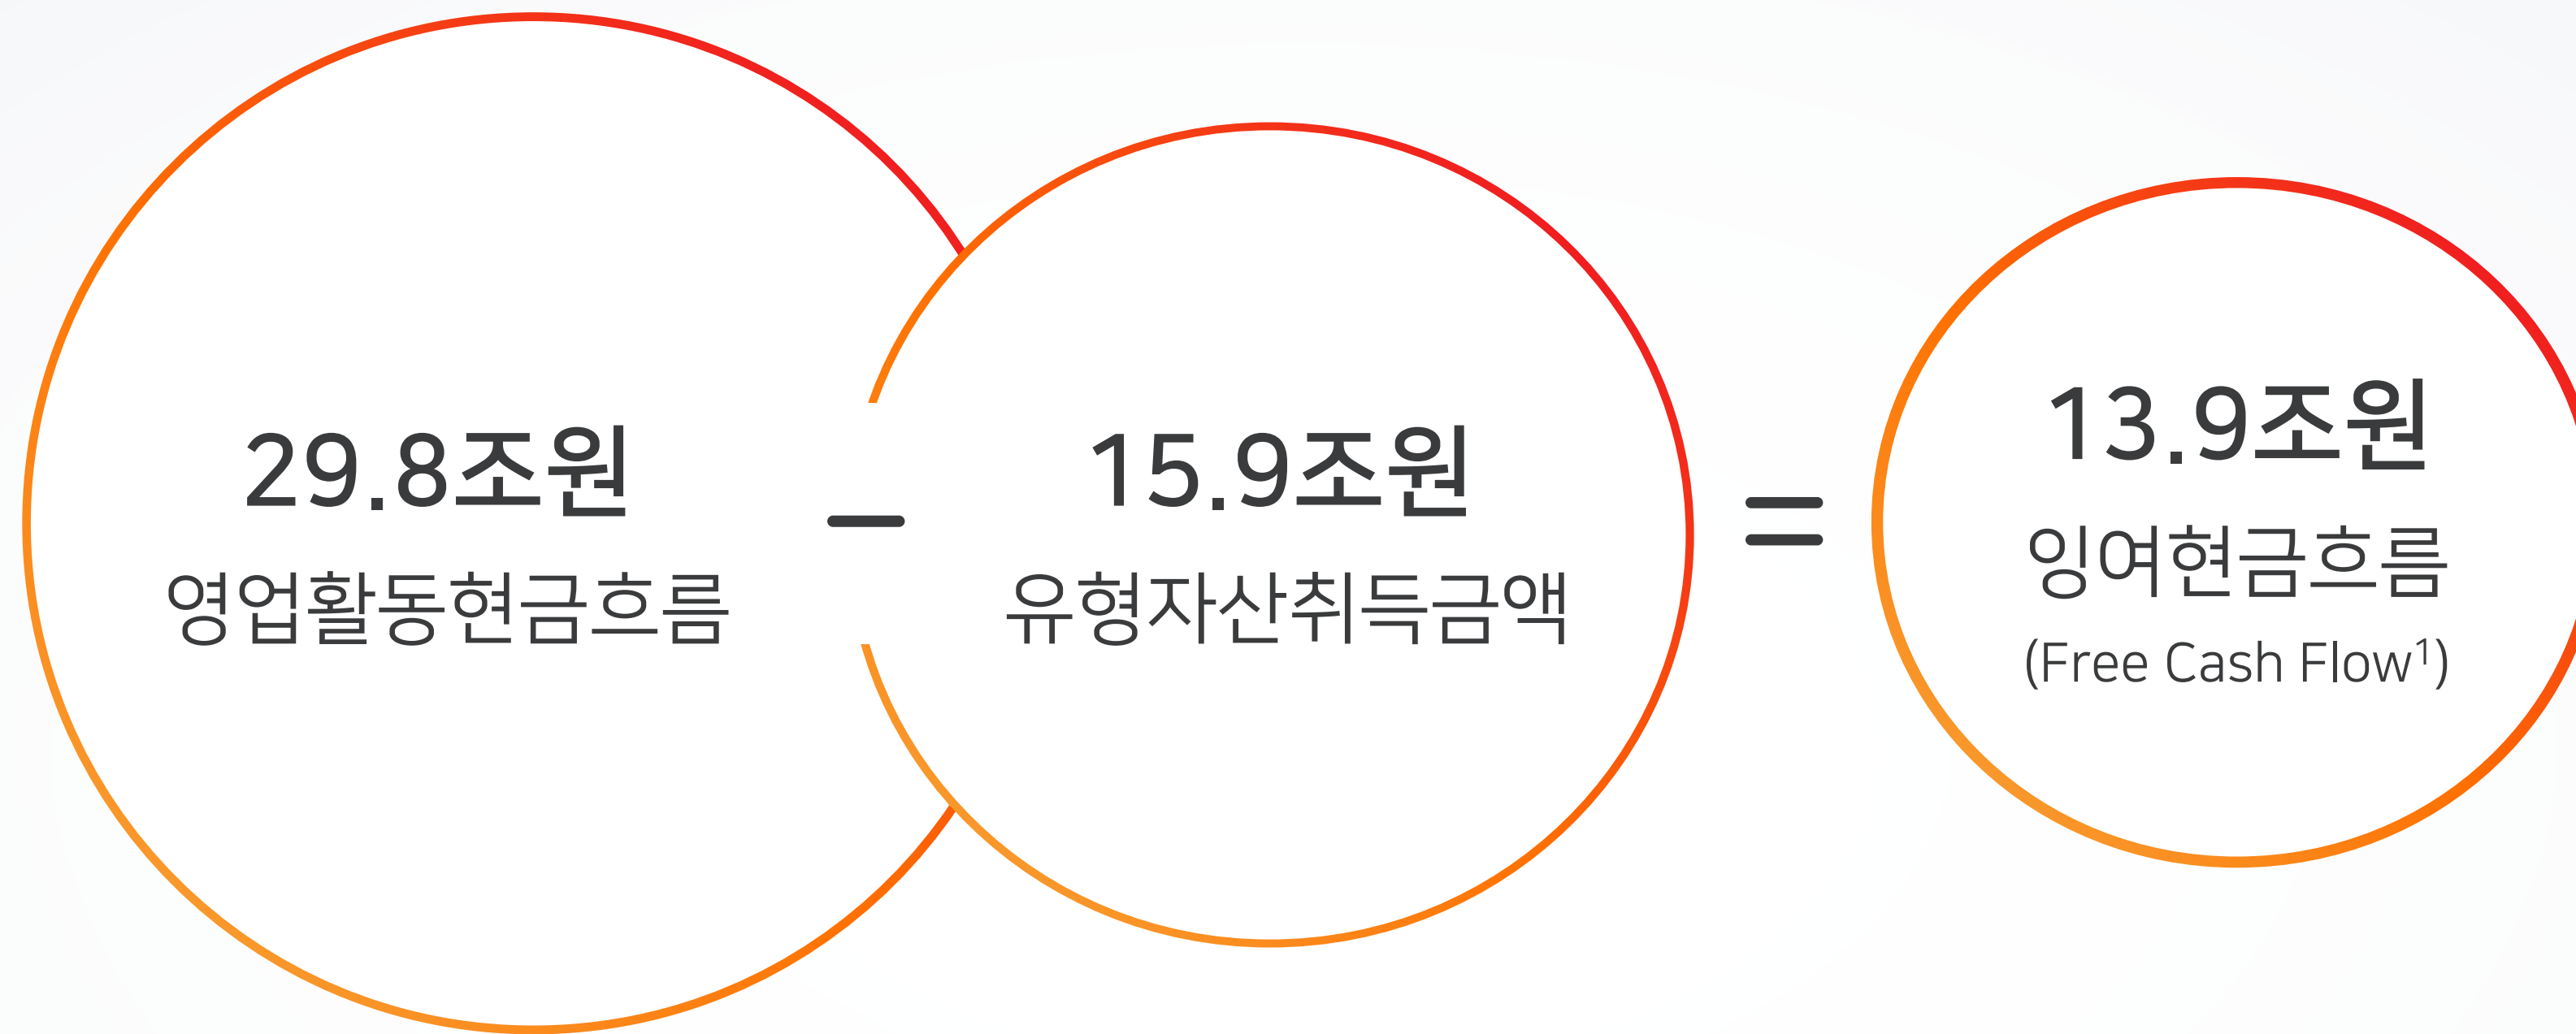 29.8조원
영업활동현금흐름
–
15.9조원
유형자산취득금액
=
13.9조원
잉여현금흐름
(Free Cash Flow¹)